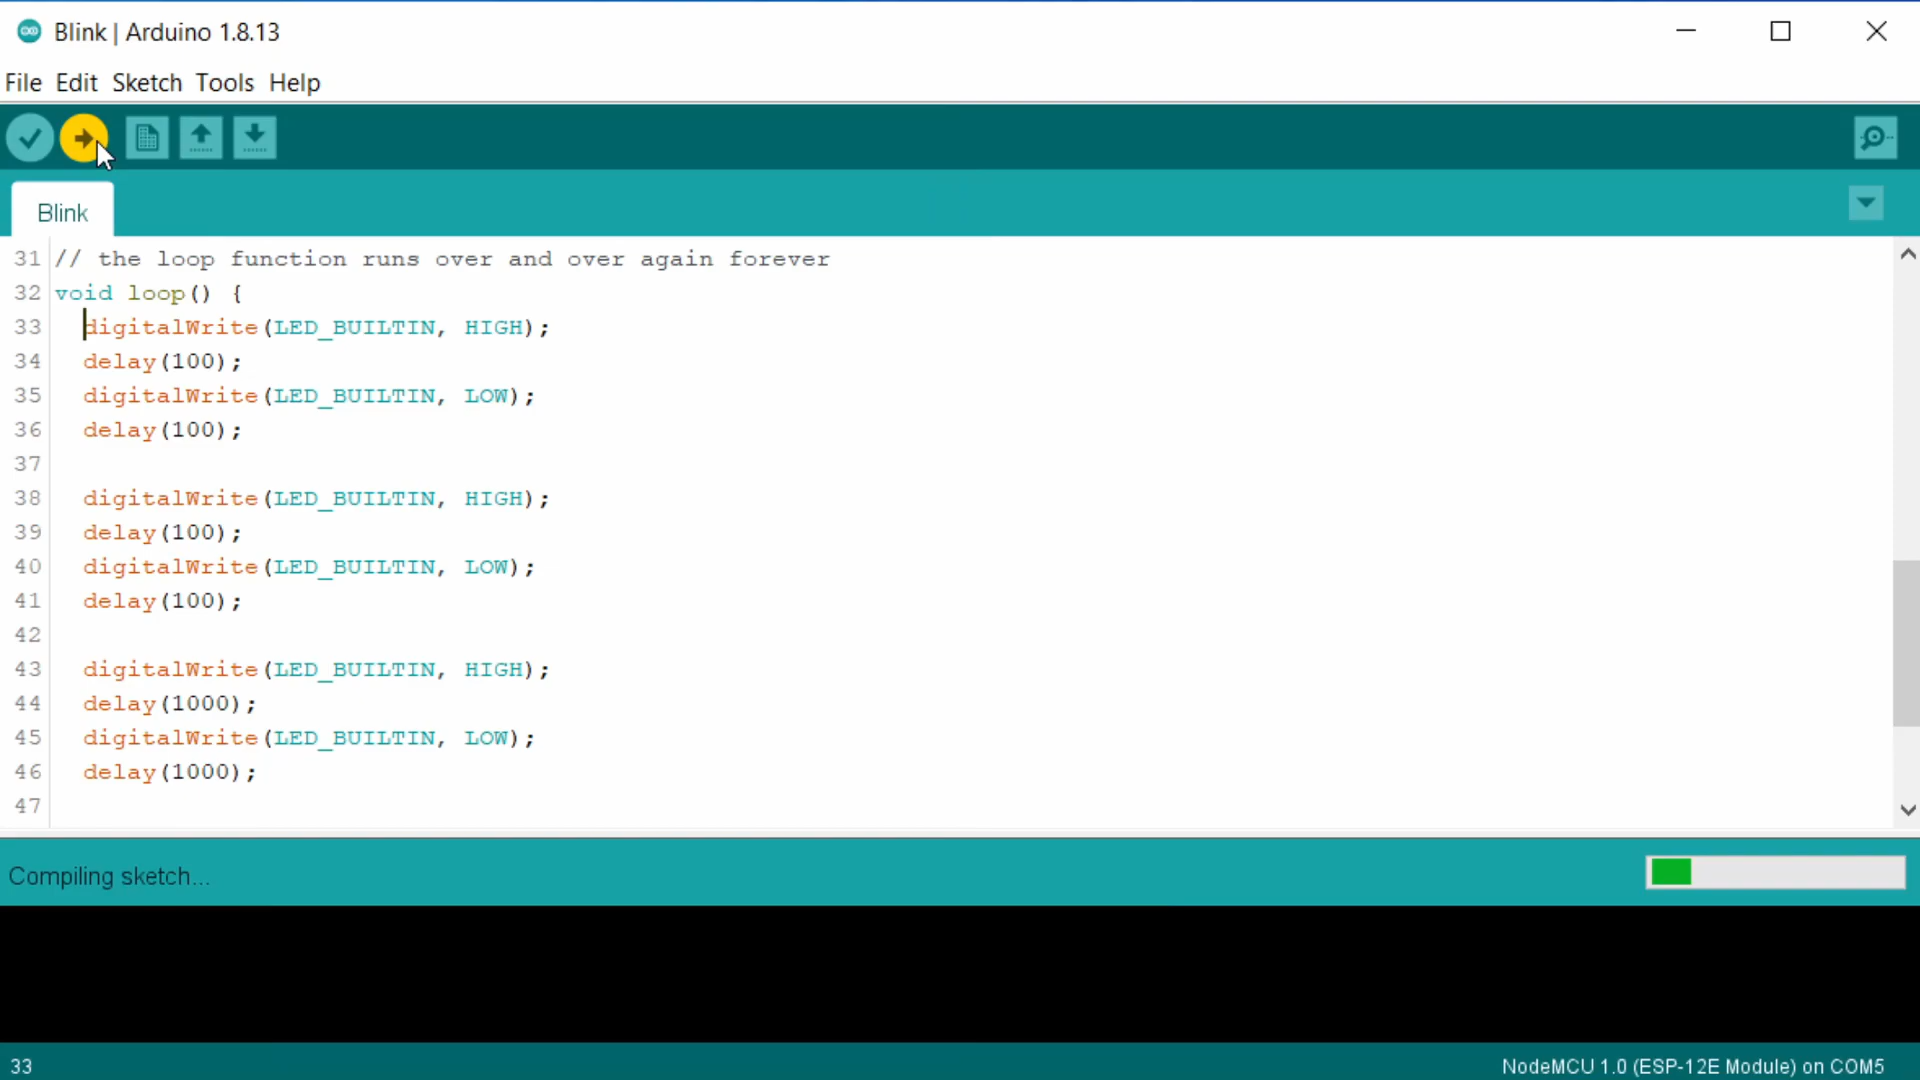 Blink | Arduino 1.8.13
File Edit Sketch Tools Help
Blink
31 // the loop function runs over and over again forever
32 void loop() {
33 digitalWrite(LED_BUILTIN, HIGH);
34 delay(100);
35 digitalWrite(LED_BUILTIN, LOW);
36 delay(100);
37
38 digitalWrite(LED_BUILTIN, HIGH);
39 delay(100);
40 digitalWrite(LED_BUILTIN, LOW);
41 delay(100);
42
43 digitalWrite(LED_BUILTIN, HIGH);
44 delay(1000);
45 digitalWrite(LED_BUILTIN, LOW);
46 delay(1000);
47
Compiling sketch...
33 NodeMCU 1.0 (ESP-12E Module) on COM5